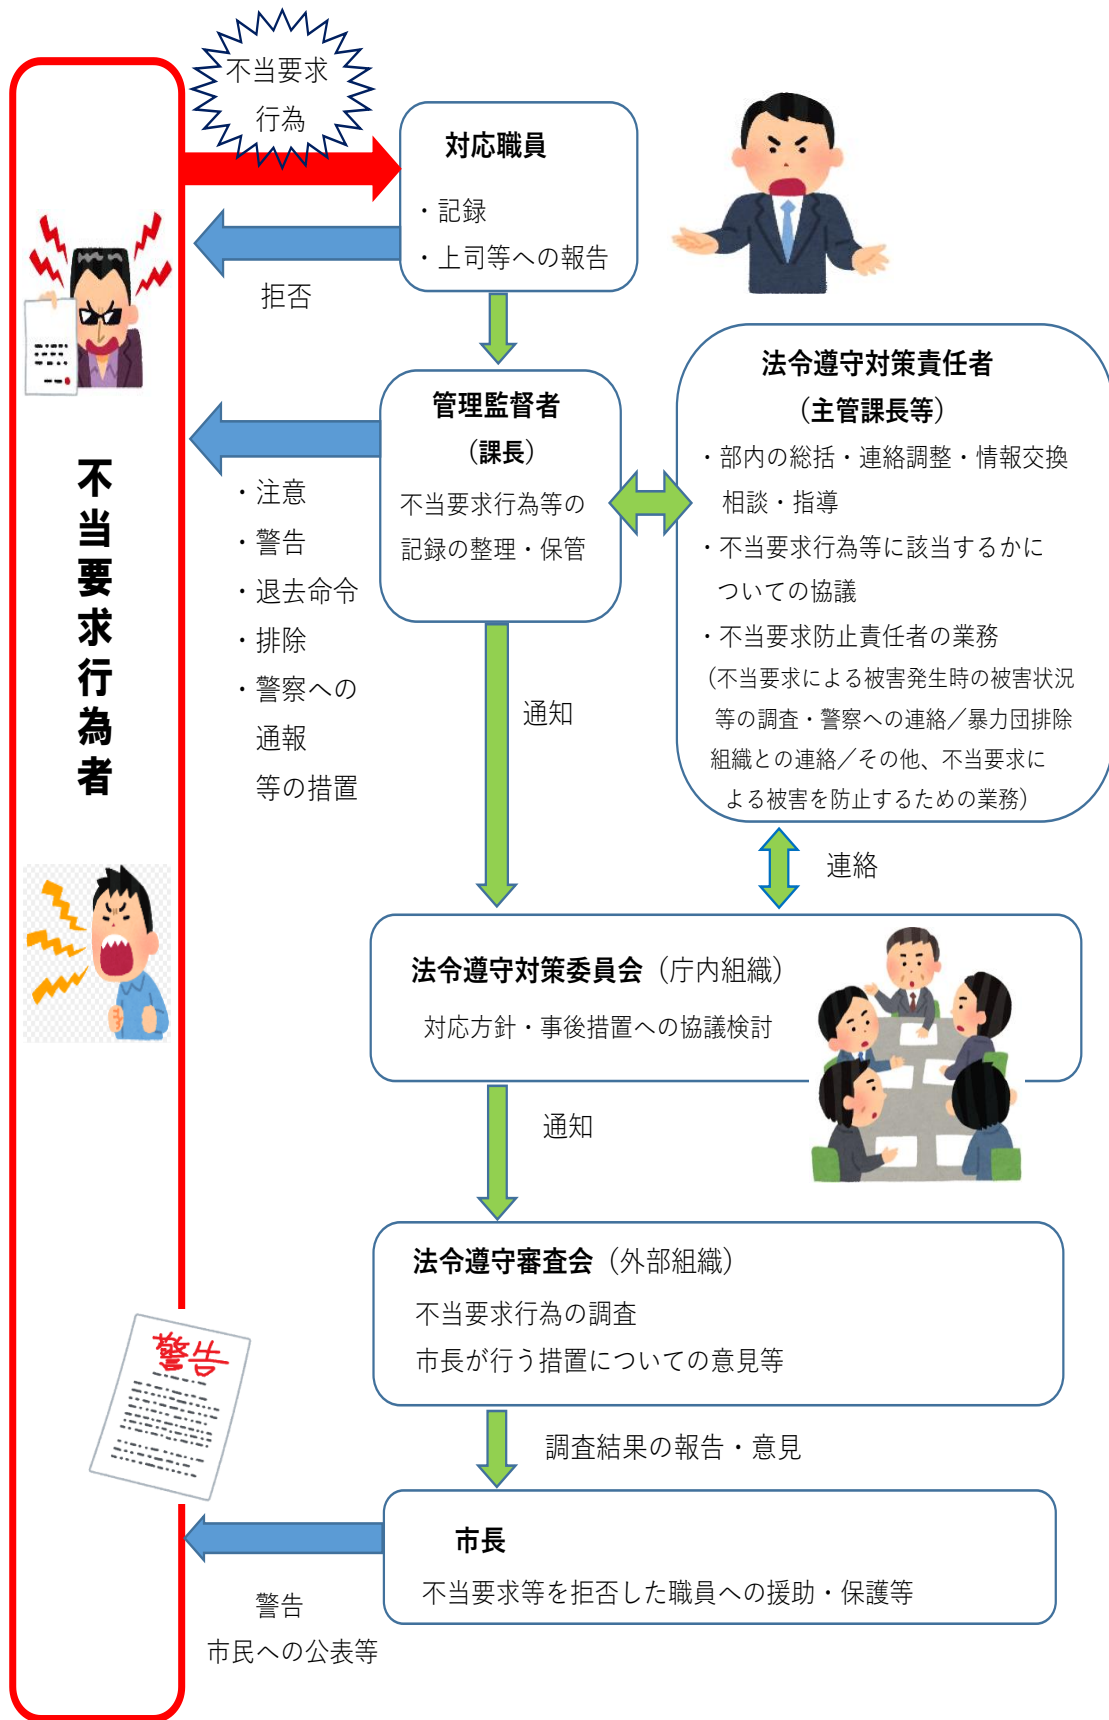 不当要求
行為
対応職員
・記録
・上司等への報告
拒否
不当要求行為者
管理監督者
（課長）
不当要求行為等の
記録の整理・保管
・注意
・警告
・退去命令
・排除
・警察への
通報
等の措置
法令遵守対策責任者
（主管課長等）
・部内の総括・連絡調整・情報交換
相談・指導
・不当要求行為等に該当するかに
ついての協議
・不当要求防止責任者の業務
（不当要求による被害発生時の被害状況
等の調査・警察への連絡／暴力団排除
組織との連絡／その他、不当要求に
よる被害を防止するための業務）
通知
連絡
法令遵守対策委員会（庁内組織）
対応方針・事後措置への協議検討
通知
法令遵守審査会（外部組織）
不当要求行為の調査
市長が行う措置についての意見等
警告
調査結果の報告・意見
市長
不当要求等を拒否した職員への援助・保護等
警告
市民への公表等